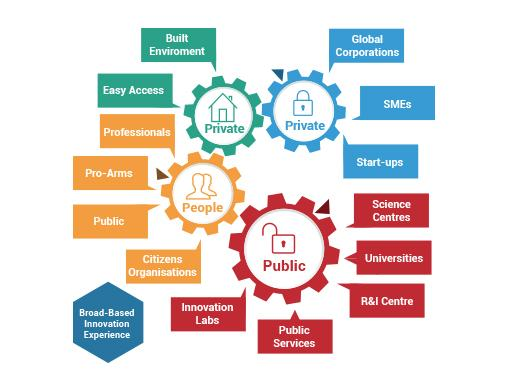 Built
Enviroment
Global
Corporations
Easy Access
SMEs
Private
Private
Professionals
Start-ups
Pro-Arms
People
Public
Science
Centres
Citizens
Organisations
Public
Universities
R&I Centre
Innovation
Labs
Public
Services
Broad-Based
Innovation
Experience